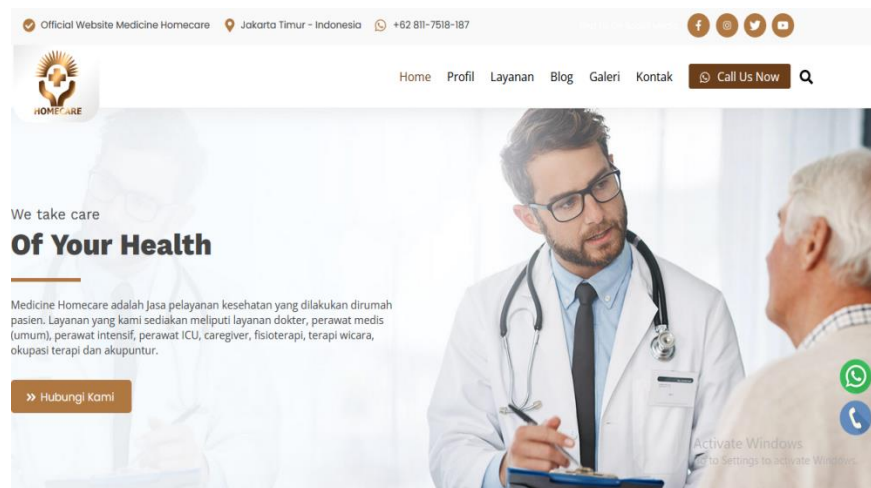 Official Website Medicine Homecare Jakarta Timur - Indonesia +62 811-7518-187
HOMECARE
Home Profil Layanan Blog Galeri Kontak Call Us Now
We take care
Of Your Health
Medicine Homecare adalah Jasa pelayanan kesehatan yang dilakukan dirumah
pasien. Layanan yang kami sediakan meliputi layanan dokter, perawat medis
(umum), perawat intensif, perawat ICU, caregiver, fisioterapi, terapi wicara,
okupasi terapi dan akupuntur.
Hubungi Kami
Activate Windows
to Settings to activate Windows.